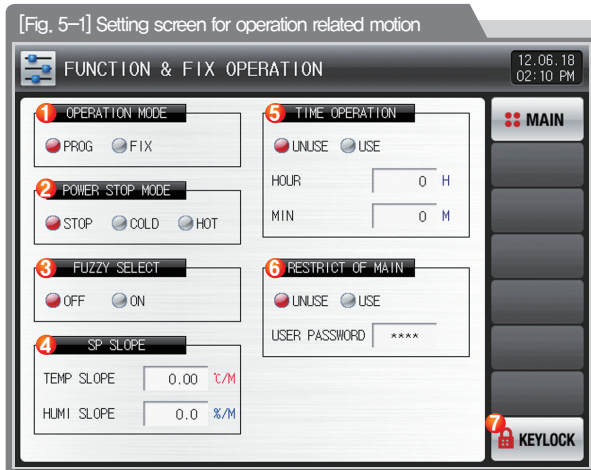 [Fig. 5-1] Setting screen for operation related motion
FUNCTION & FIX OPERATION
12.06.18
02:10 PM
1 OPERATION MODE
PROG FIX
2 POWER STOP MODE
STOP COLD HOT
3 FUZZY SELECT
OFF ON
4 SP SLOPE
TEMP SLOPE 0.00 ℃/M
HUMI SLOPE 0.0 %/M
5 TIME OPERATION
UNUSE USE
HOUR 0 H
MIN 0 M
6 RESTRICT OF MAIN
UNUSE USE
USER PASSWORD ****
MAIN
7 KEYLOCK